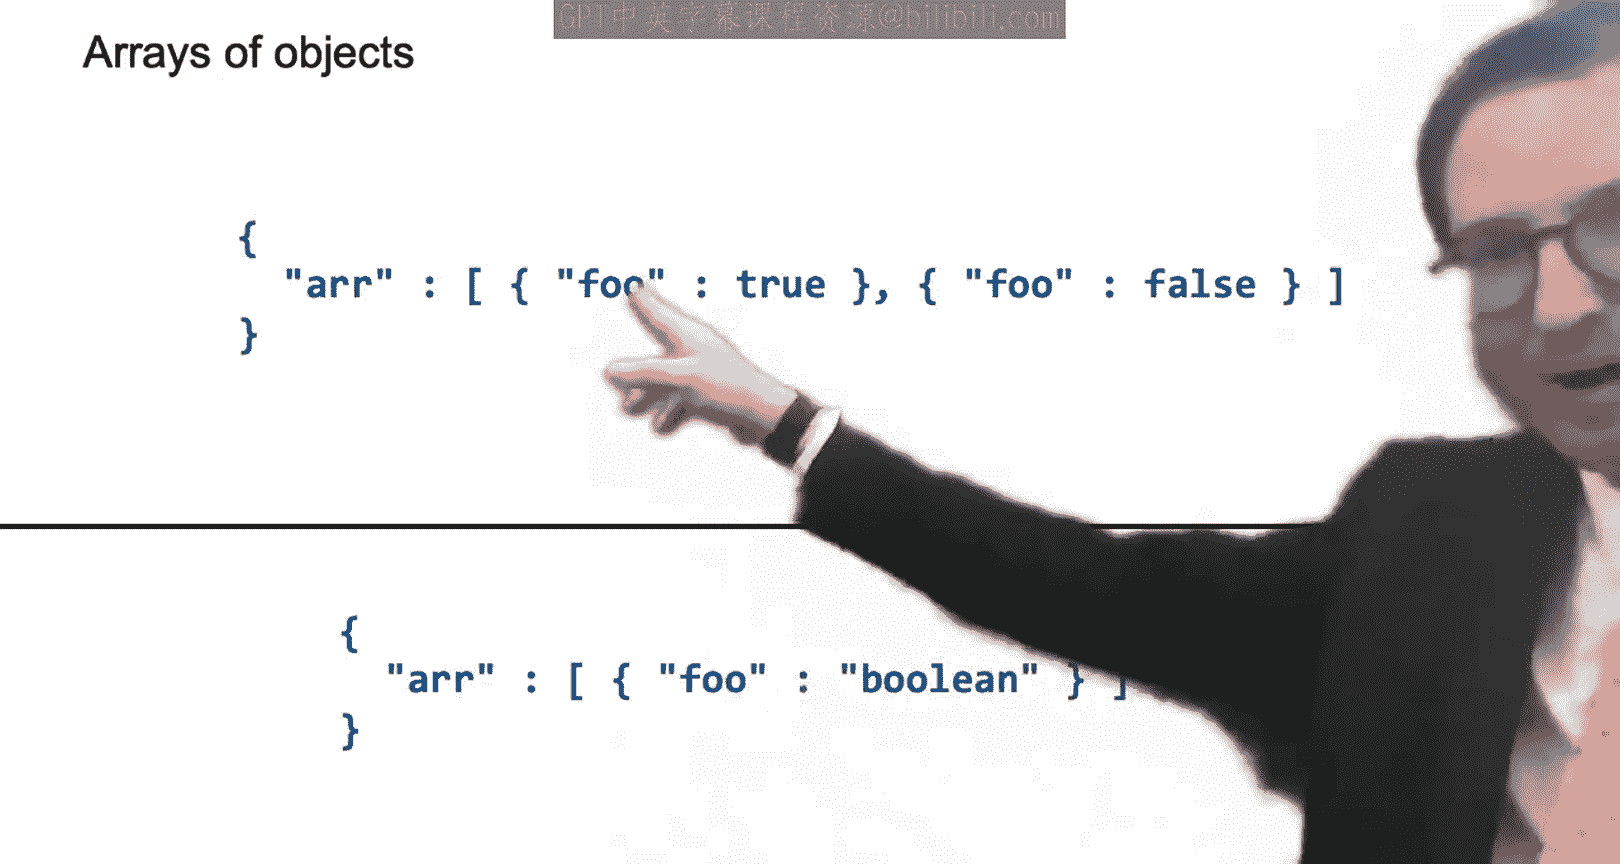 GPT中英字幕课程资源@bilibili.com
Arrays of objects
{
"arr" : [ { "foo" : true }, { "foo" : false } ]
}
{
"arr" : [ { "foo" : "boolean" } ]
}